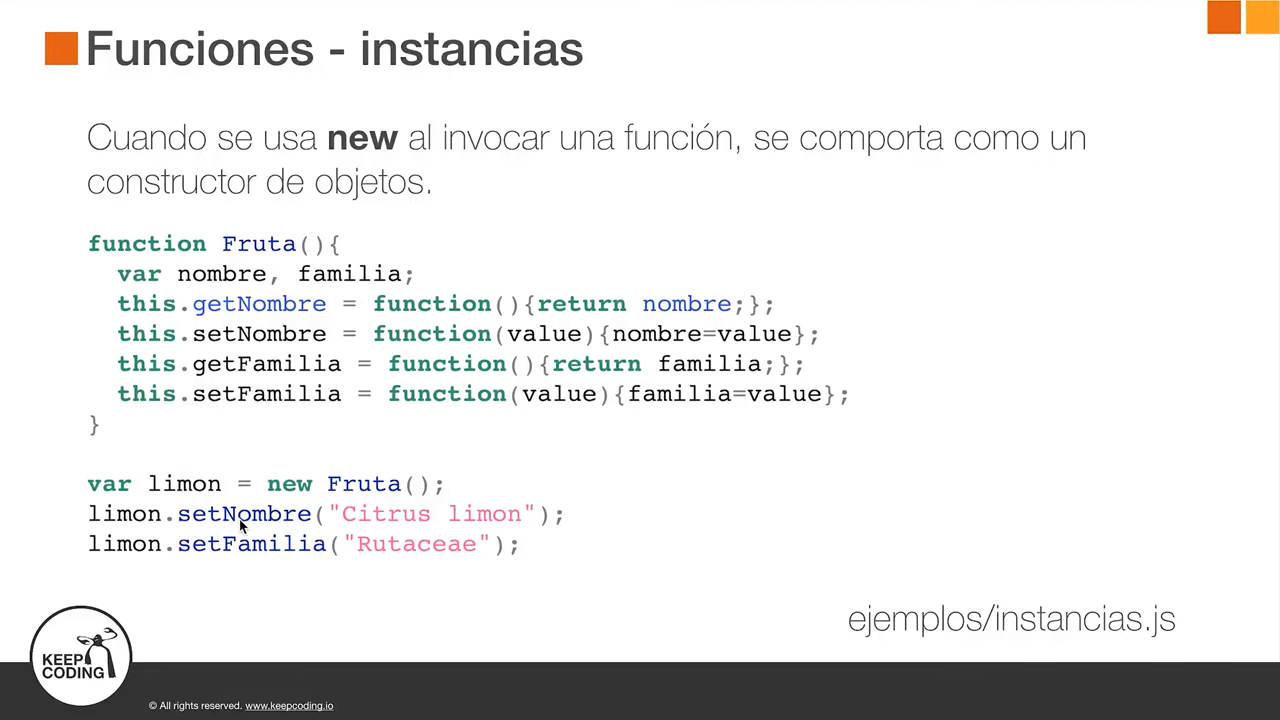 Funciones - instancias
Cuando se usa new al invocar una función, se comporta como un
constructor de objetos.
function Fruta(){
  var nombre, familia;
  this.getNombre = function(){return nombre;};
  this.setNombre = function(value){nombre=value};
  this.getFamilia = function(){return familia;};
  this.setFamilia = function(value){familia=value};
}
var limon = new Fruta();
limon.setNombre("Citrus limon");
limon.setFamilia("Rutaceae");
ejemplos/instancias.js
KEEP
CODING
© All rights reserved. www.keepcoding.io